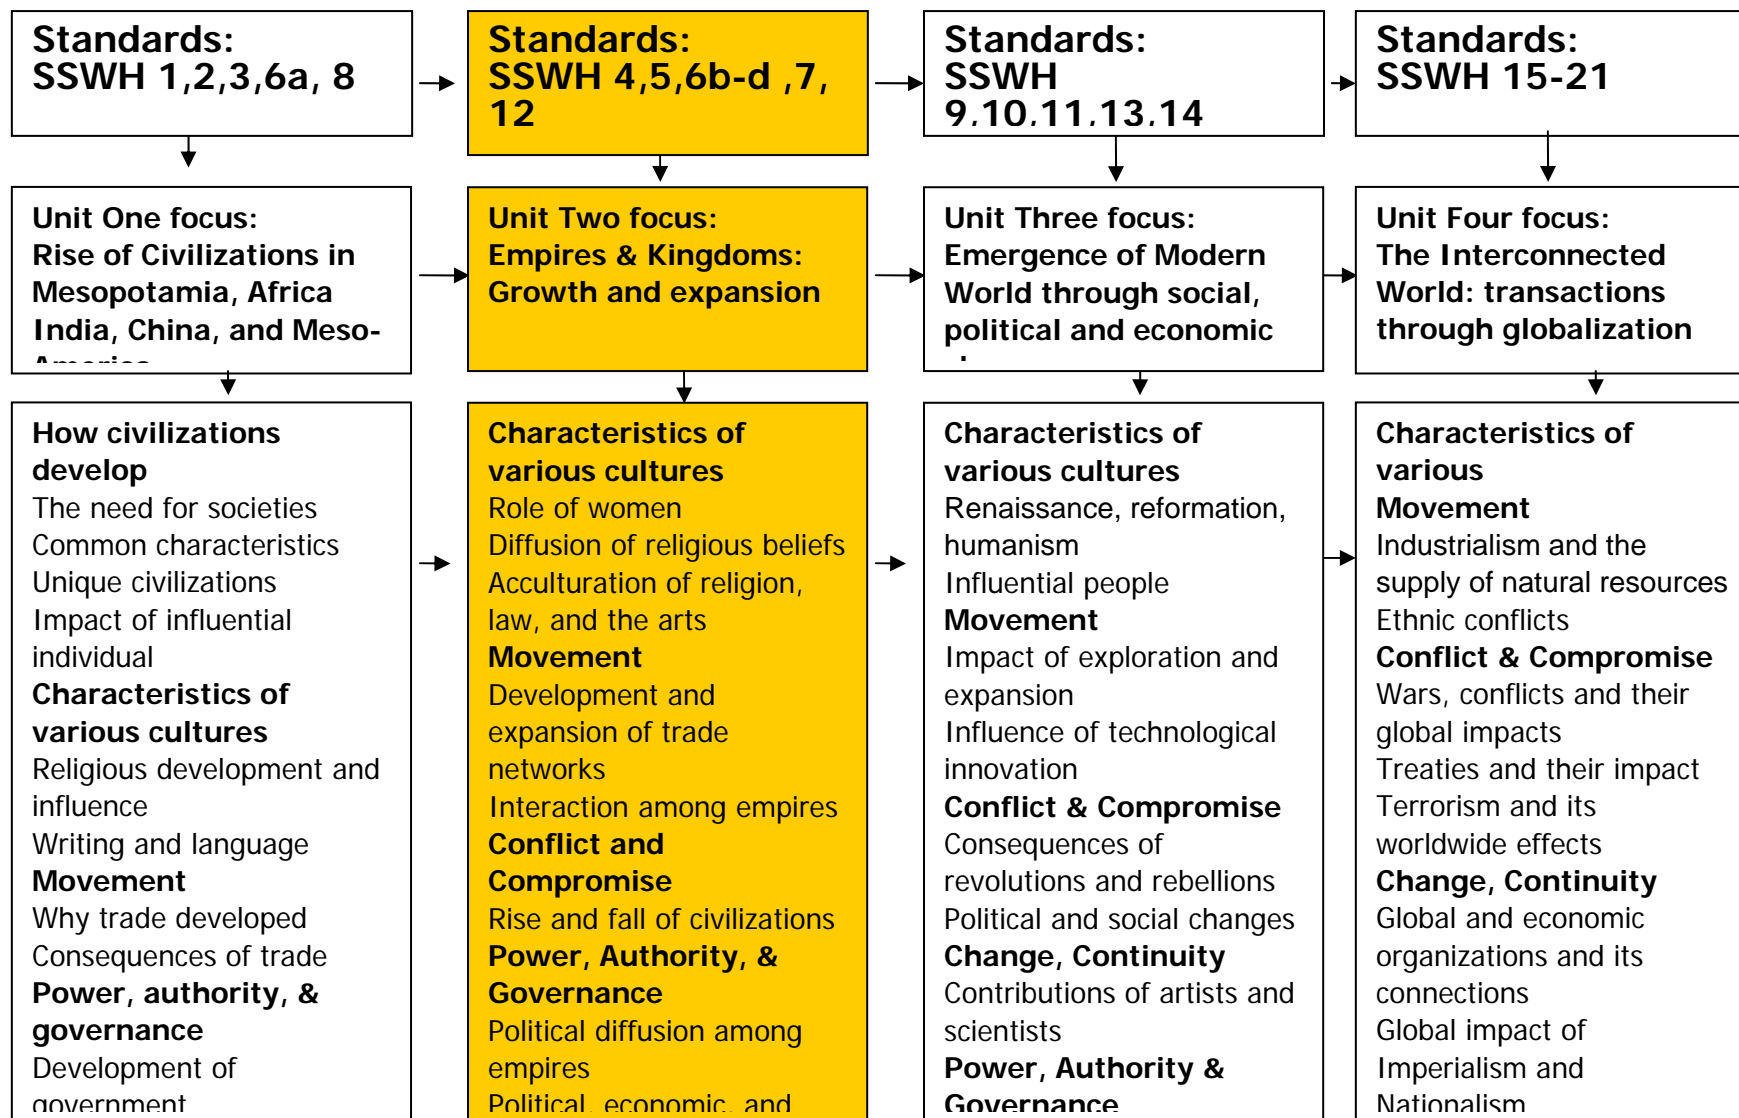 Standards:
SSWH 1,2,3,6a, 8
Standards:
SSWH 4,5,6b-d ,7,
12
Standards:
SSWH
9,10,11,13,14
Standards:
SSWH 15-21
Unit One focus:
Rise of Civilizations in
Mesopotamia, Africa
India, China, and Meso-
America
Unit Two focus:
Empires & Kingdoms:
Growth and expansion
Unit Three focus:
Emergence of Modern
World through social,
political and economic
Unit Four focus:
The Interconnected
World: transactions
through globalization
How civilizations
develop
The need for societies
Common characteristics
Unique civilizations
Impact of influential
individual
Characteristics of
various cultures
Religious development and
influence
Writing and language
Movement
Why trade developed
Consequences of trade
Power, authority, &
governance
Development of
government
Characteristics of
various cultures
Role of women
Diffusion of religious beliefs
Acculturation of religion,
law, and the arts
Movement
Development and
expansion of trade
networks
Interaction among empires
Conflict and
Compromise
Rise and fall of civilizations
Power, Authority, &
Governance
Political diffusion among
empires
Political, economic, and
Characteristics of
various cultures
Renaissance, reformation,
humanism
Influential people
Movement
Impact of exploration and
expansion
Influence of technological
innovation
Conflict & Compromise
Consequences of
revolutions and rebellions
Political and social changes
Change, Continuity
Contributions of artists and
scientists
Power, Authority &
Governance
Characteristics of
various
Movement
Industrialism and the
supply of natural resources
Ethnic conflicts
Conflict & Compromise
Wars, conflicts and their
global impacts
Treaties and their impact
Terrorism and its
worldwide effects
Change, Continuity
Global and economic
organizations and its
connections
Global impact of
Imperialism and
Nationalism